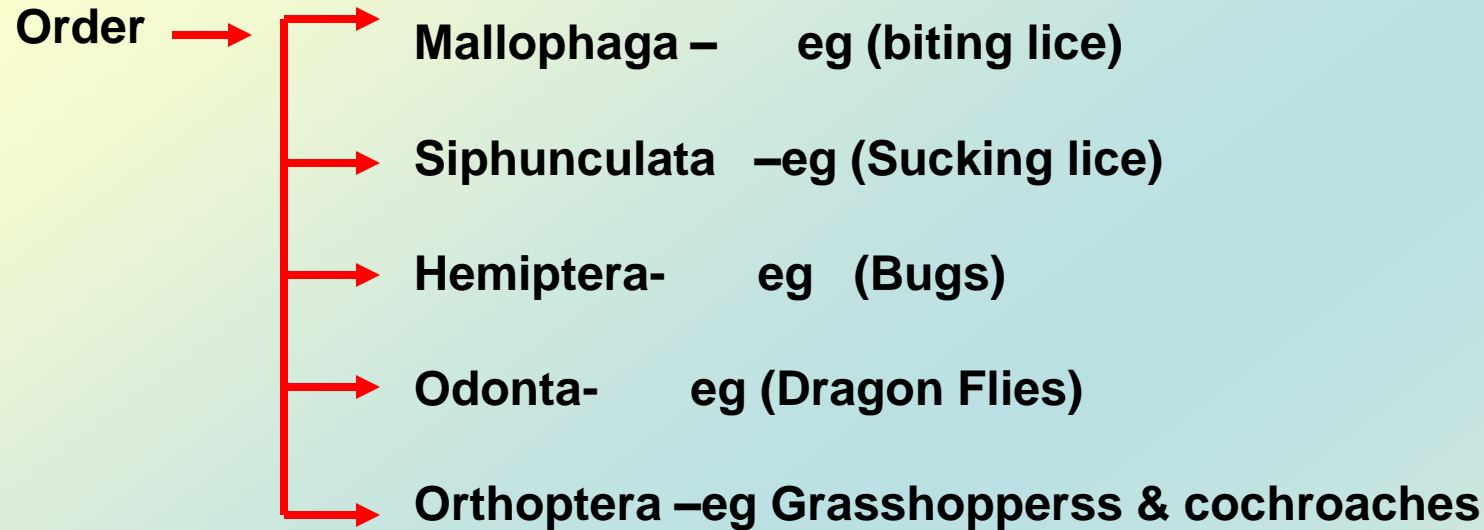 Order
Mallophaga – eg (biting lice)
Siphunculata –eg (Sucking lice)
Hemiptera- eg (Bugs)
Odonta- eg (Dragon Flies)
Orthoptera –eg Grasshopperss & cochroaches